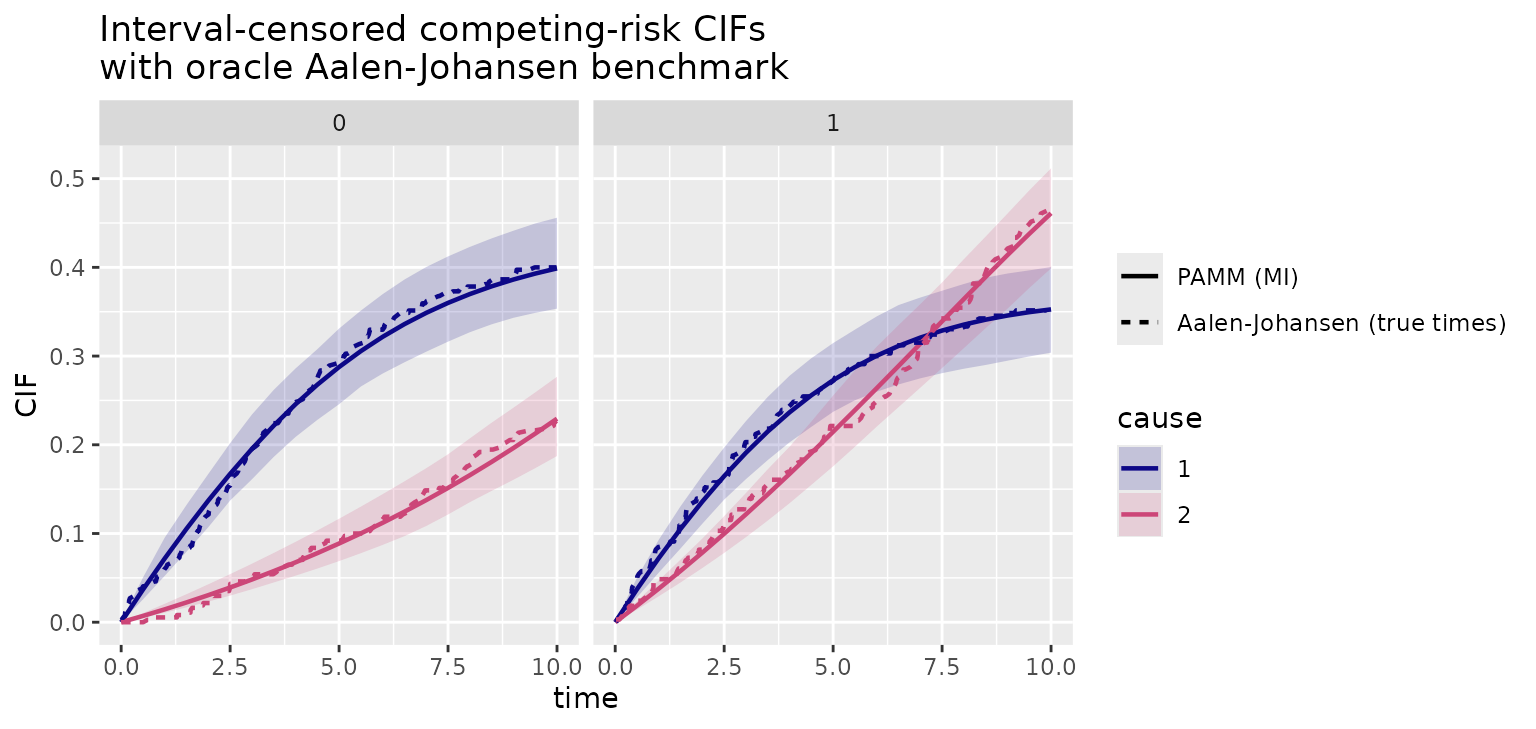 Interval-censored competing-risk CIFs
with oracle Aalen-Johansen benchmark
0
1
CIF
0.5
0.4
0.3
0.2
0.1
0.0
0.0 2.5 5.0 7.5 10.0
0.0 2.5 5.0 7.5 10.0
time
PAMM (MI)
Aalen-Johansen (true times)
cause
1
2